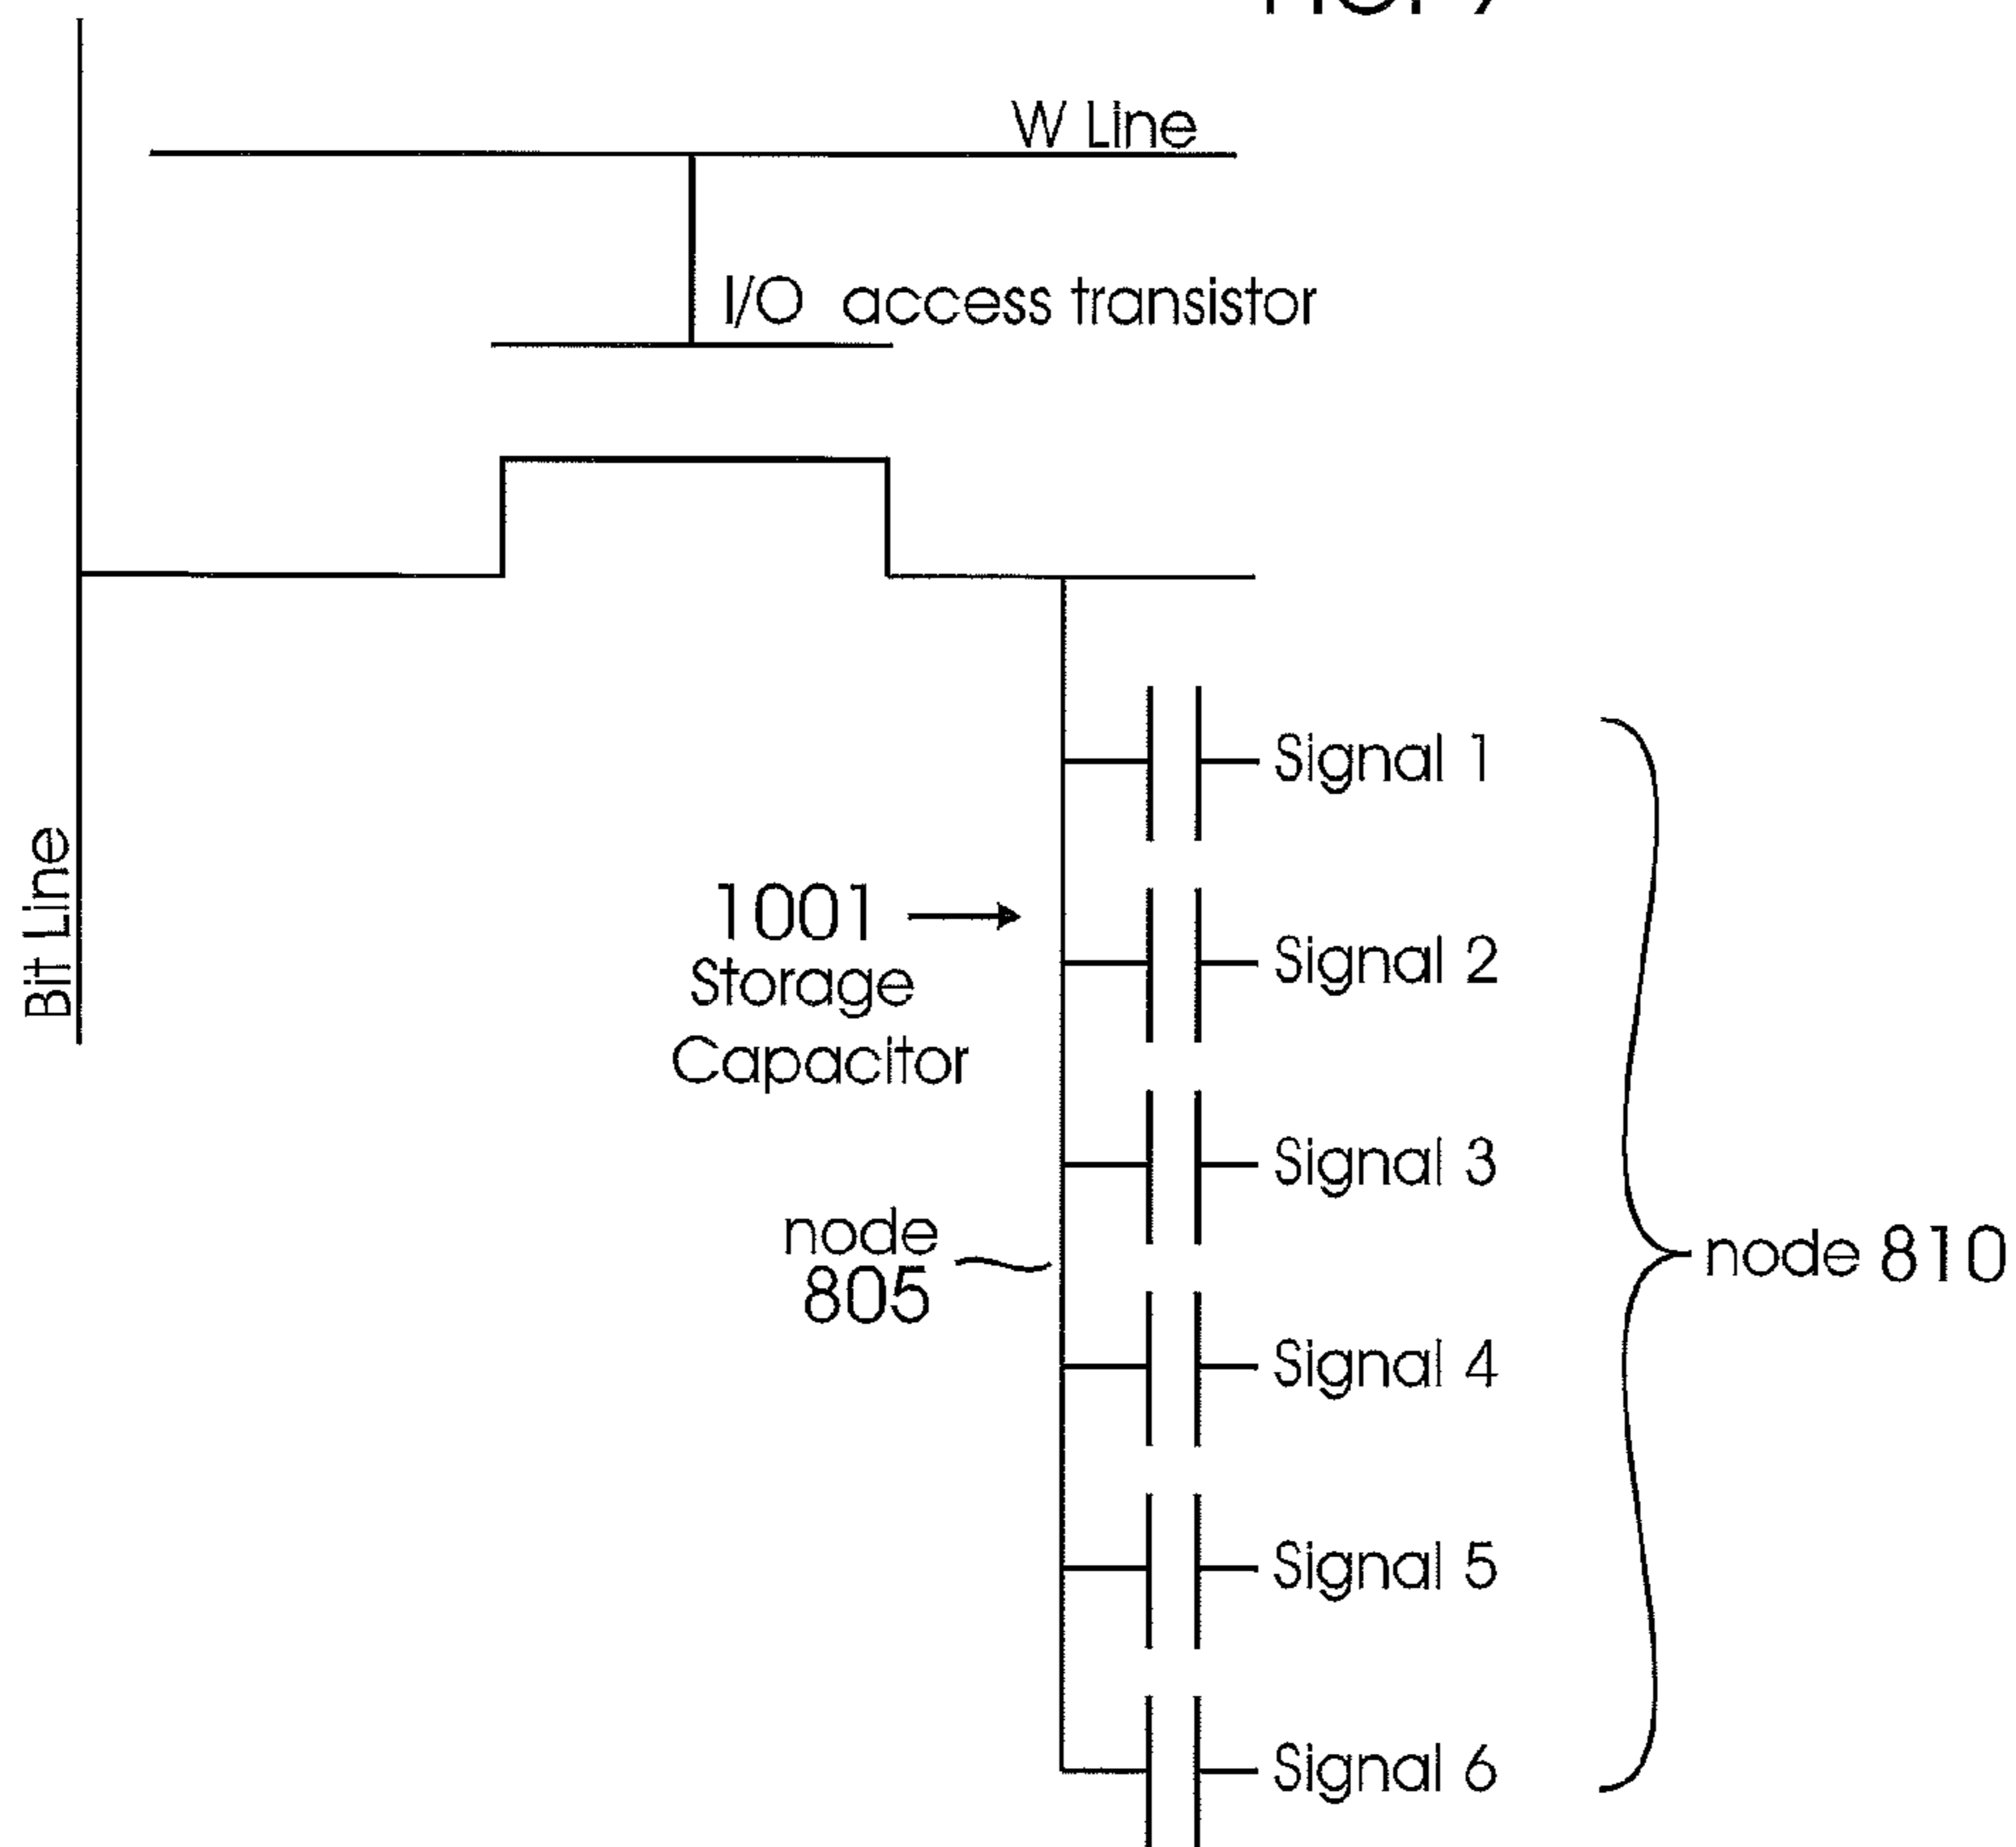 W Line
I/O access transistor
Bit Line
Signal 1
1001
Storage
Capacitor
Signal 2
Signal 3
node
805
node 810
Signal 4
Signal 5
Signal 6